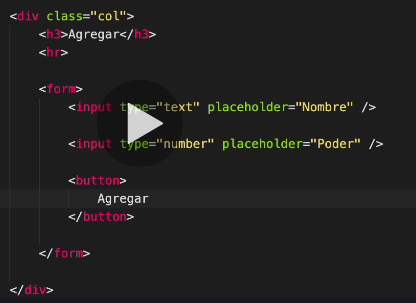 <div class="col">
<h3>Agregar</h3>
<hr>
<form>
<input type="text" placeholder="Nombre" />
<input type="number" placeholder="Poder" />
<button>
Agregar
</button>
</form>
</div>